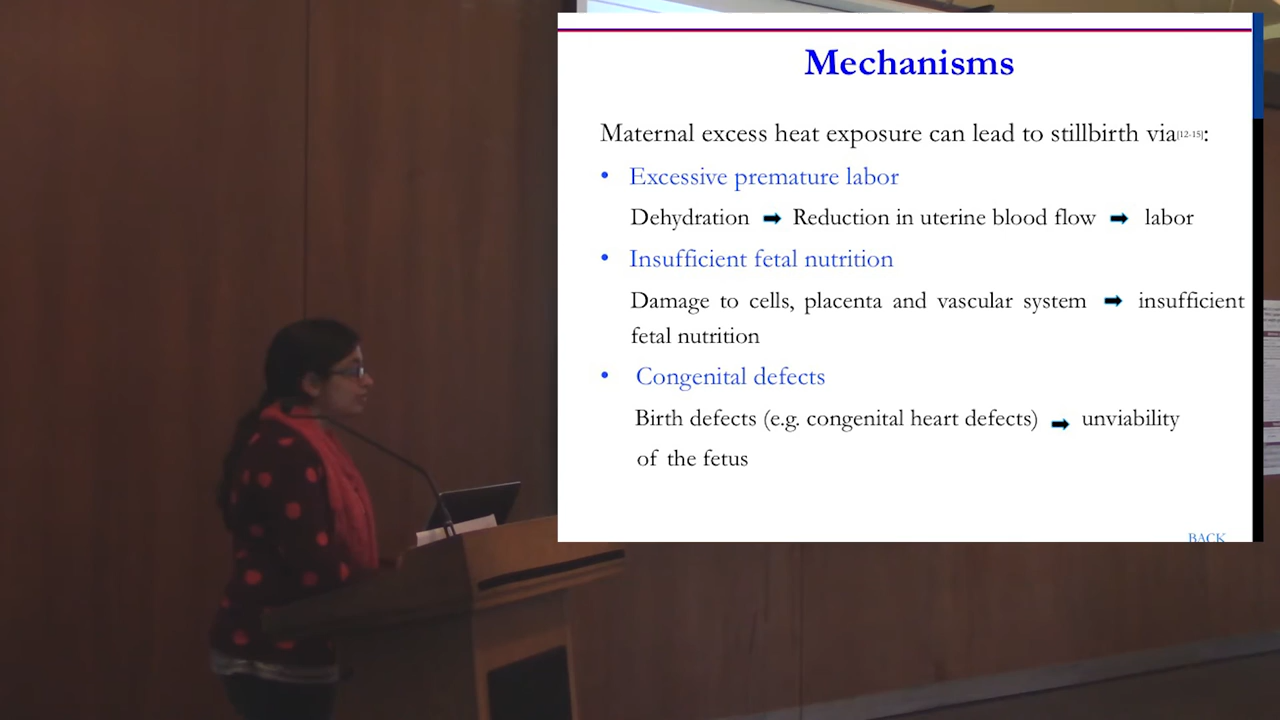 Mechanisms
Maternal excess heat exposure can lead to stillbirth via[12-15]:
• Excessive premature labor
Dehydration ➡ Reduction in uterine blood flow ➡ labor
• Insufficient fetal nutrition
Damage to cells, placenta and vascular system ➡ insufficient
fetal nutrition
• Congenital defects
Birth defects (e.g. congenital heart defects) ➡ unviability
of the fetus
BACK